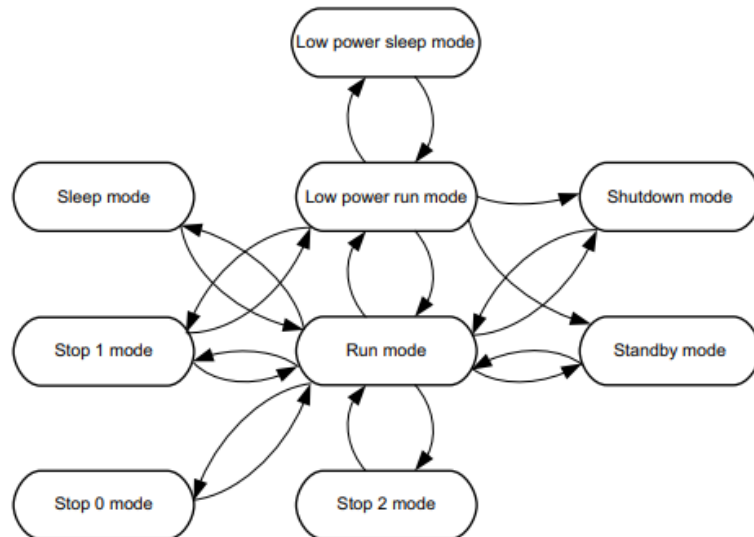 Low power sleep mode
Sleep mode
Low power run mode
Shutdown mode
Stop 1 mode
Run mode
Standby mode
Stop 0 mode
Stop 2 mode